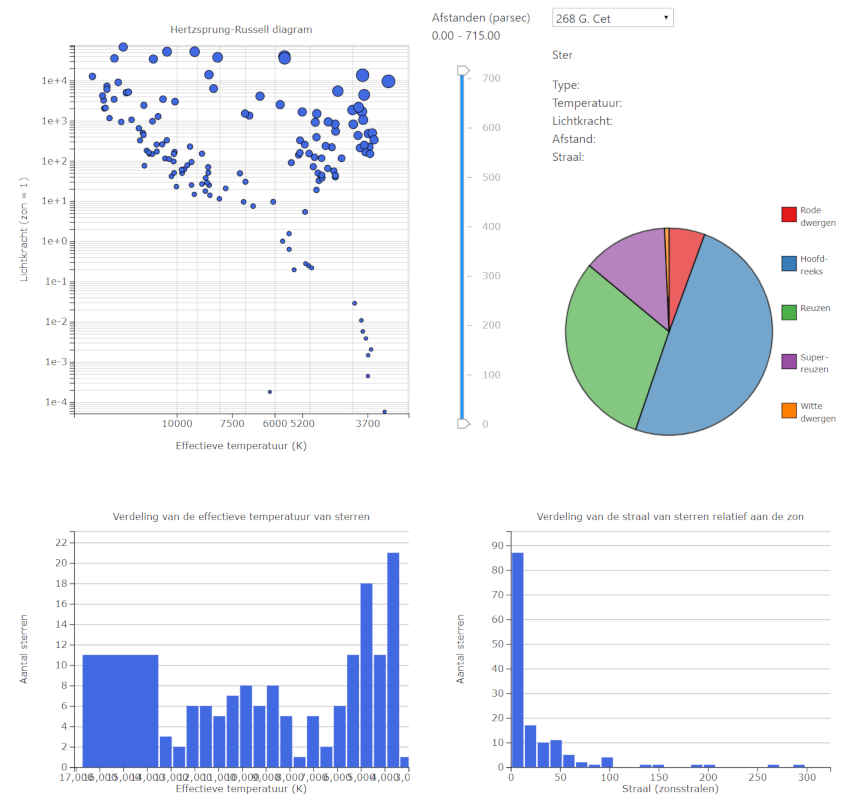 Hertzsprung-Russell diagram
Lichtkracht (zon = 1)
1e+4
1e+3
1e+2
1e+1
1e+0
1e-1
1e-2
1e-3
1e-4
10000 7500 6000 5200 3700
Effectieve temperatuur (K)
Afstanden (parsec)
0.00 - 715.00
700
600
500
400
300
200
100
0
268 G. Cet
Ster
Type:
Temperatuur:
Lichtkracht:
Afstand:
Straal:
Rode
dwergen
Hoofd-
reeks
Reuzen
Super-
reuzen
Witte
dwergen
Verdeling van de effectieve temperatuur van sterren
Aantal sterren
22
20
18
16
14
12
10
8
6
4
2
0
17,000 16,000 15,000 14,000 13,000 12,000 11,000 10,000 9,000 8,000 7,000 6,000 5,000 4,000
Effectieve temperatuur (K)
Verdeling van de straal van sterren relatief aan de zon
Aantal sterren
90
80
70
60
50
40
30
20
10
0
0 50 100 150 200 250 300
Straal (zonsstralen)